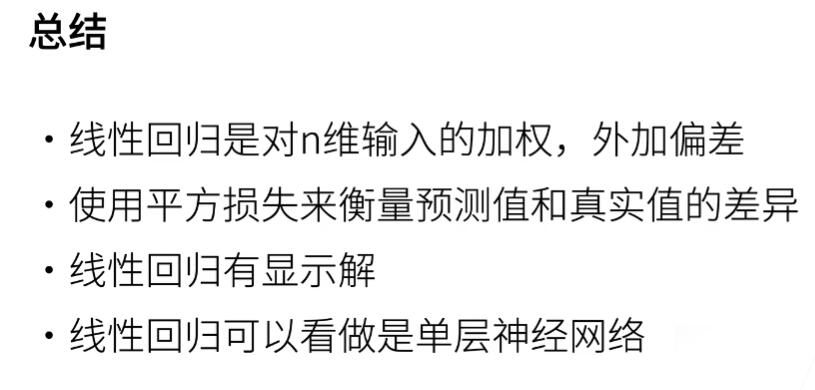 总结
• 线性回归是对n维输入的加权，外加偏差
• 使用平方损失来衡量预测值和真实值的差异
• 线性回归有显示解
• 线性回归可以看做是单层神经网络